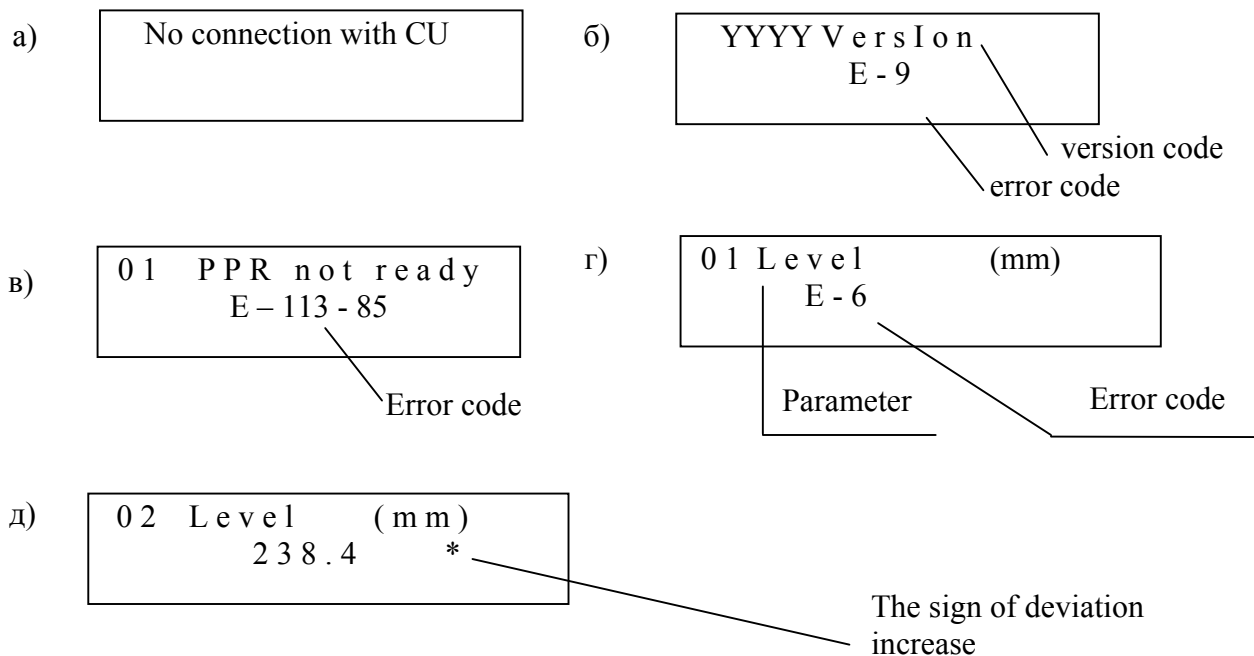 а)
No connection with CU
б)
YYYY VersIon
E - 9
version code
error code
в)
01 PPR not ready
E – 113 - 85
Error code
г)
01 Level (mm)
E - 6
Parameter
Error code
д)
02 Level (mm)
238.4 *
The sign of deviation
increase